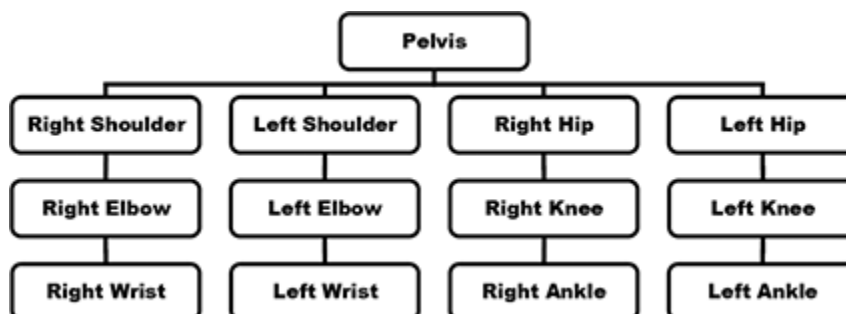 Pelvis
Right Shoulder
Left Shoulder
Right Hip
Left Hip
Right Elbow
Left Elbow
Right Knee
Left Knee
Right Wrist
Left Wrist
Right Ankle
Left Ankle